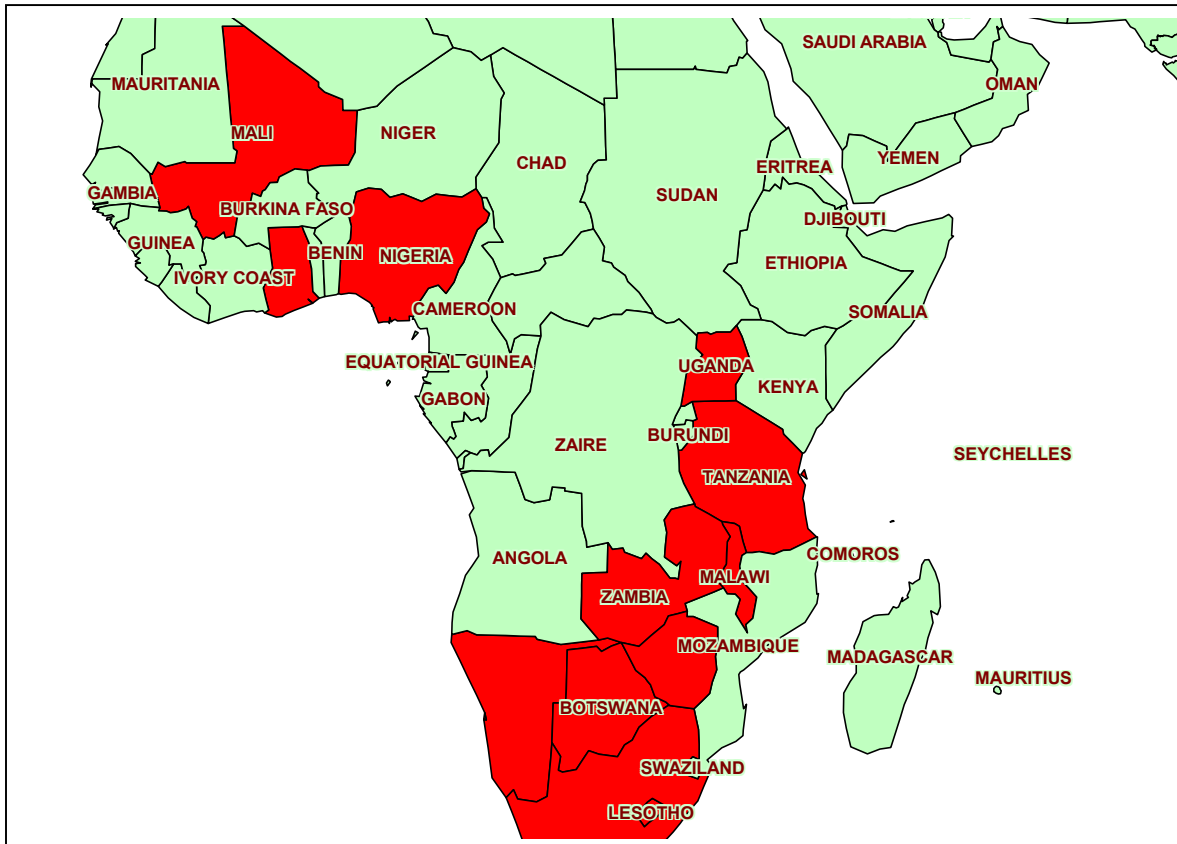 SAUDI ARABIA
MAURITANIA
OMAN
MALI
NIGER
CHAD
YEMEN
ERITREA
GAMBIA
SUDAN
BURKINA FASO
DJIBOUTI
GUINEA
BENIN
NIGERIA
ETHIOPIA
IVORY COAST
CAMEROON
SOMALIA
EQUATORIAL GUINEA
UGANDA
KENYA
GABON
BURUNDI
ZAIRE
SEYCHELLES
TANZANIA
ANGOLA
COMOROS
MALAWI
ZAMBIA
MOZAMBIQUE
MADAGASCAR
MAURITIUS
BOTSWANA
SWAZILAND
LESOTHO